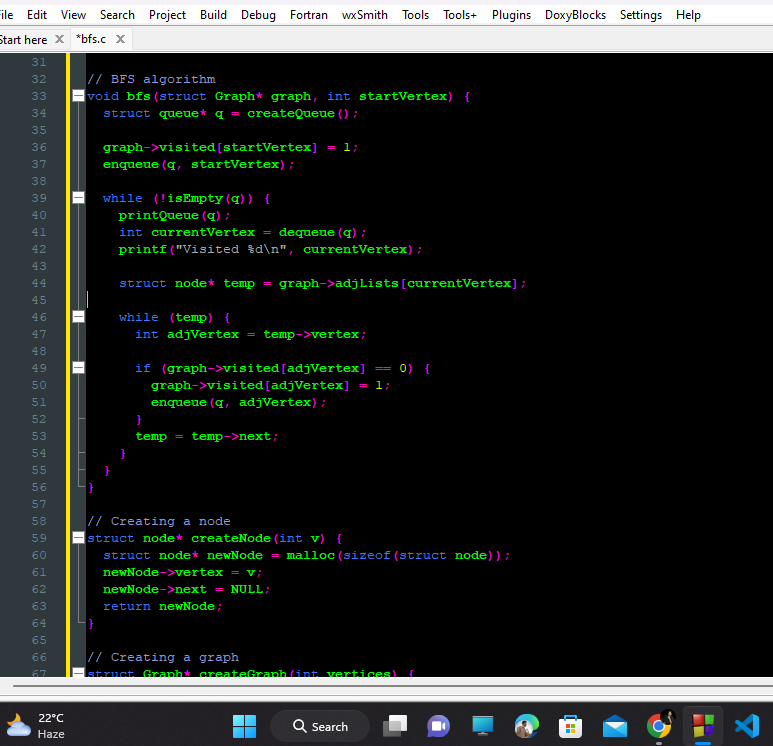 File Edit View Search Project Build Debug Fortran wxSmith Tools Tools+ Plugins DoxyBlocks Settings Help
Start here *bfs.c
31
32 // BFS algorithm
33 void bfs(struct Graph* graph, int startVertex) {
34 struct queue* q = createQueue();
35
36 graph->visited[startVertex] = 1;
37 enqueue(q, startVertex);
38
39 while (!isEmpty(q)) {
40 printQueue(q);
41 int currentVertex = dequeue(q);
42 printf("Visited %d\n", currentVertex);
43
44 struct node* temp = graph->adjLists[currentVertex];
45
46 while (temp) {
47 int adjVertex = temp->vertex;
48
49 if (graph->visited[adjVertex] == 0) {
50 graph->visited[adjVertex] = 1;
51 enqueue(q, adjVertex);
52 }
53 temp = temp->next;
54 }
55 }
56 }
57
58 // Creating a node
59 struct node* createNode(int v) {
60 struct node* newNode = malloc(sizeof(struct node));
61 newNode->vertex = v;
62 newNode->next = NULL;
63 return newNode;
64 }
65
66 // Creating a graph
67 struct Graph* createGraph(int vertices) {
22°C
Haze
Search